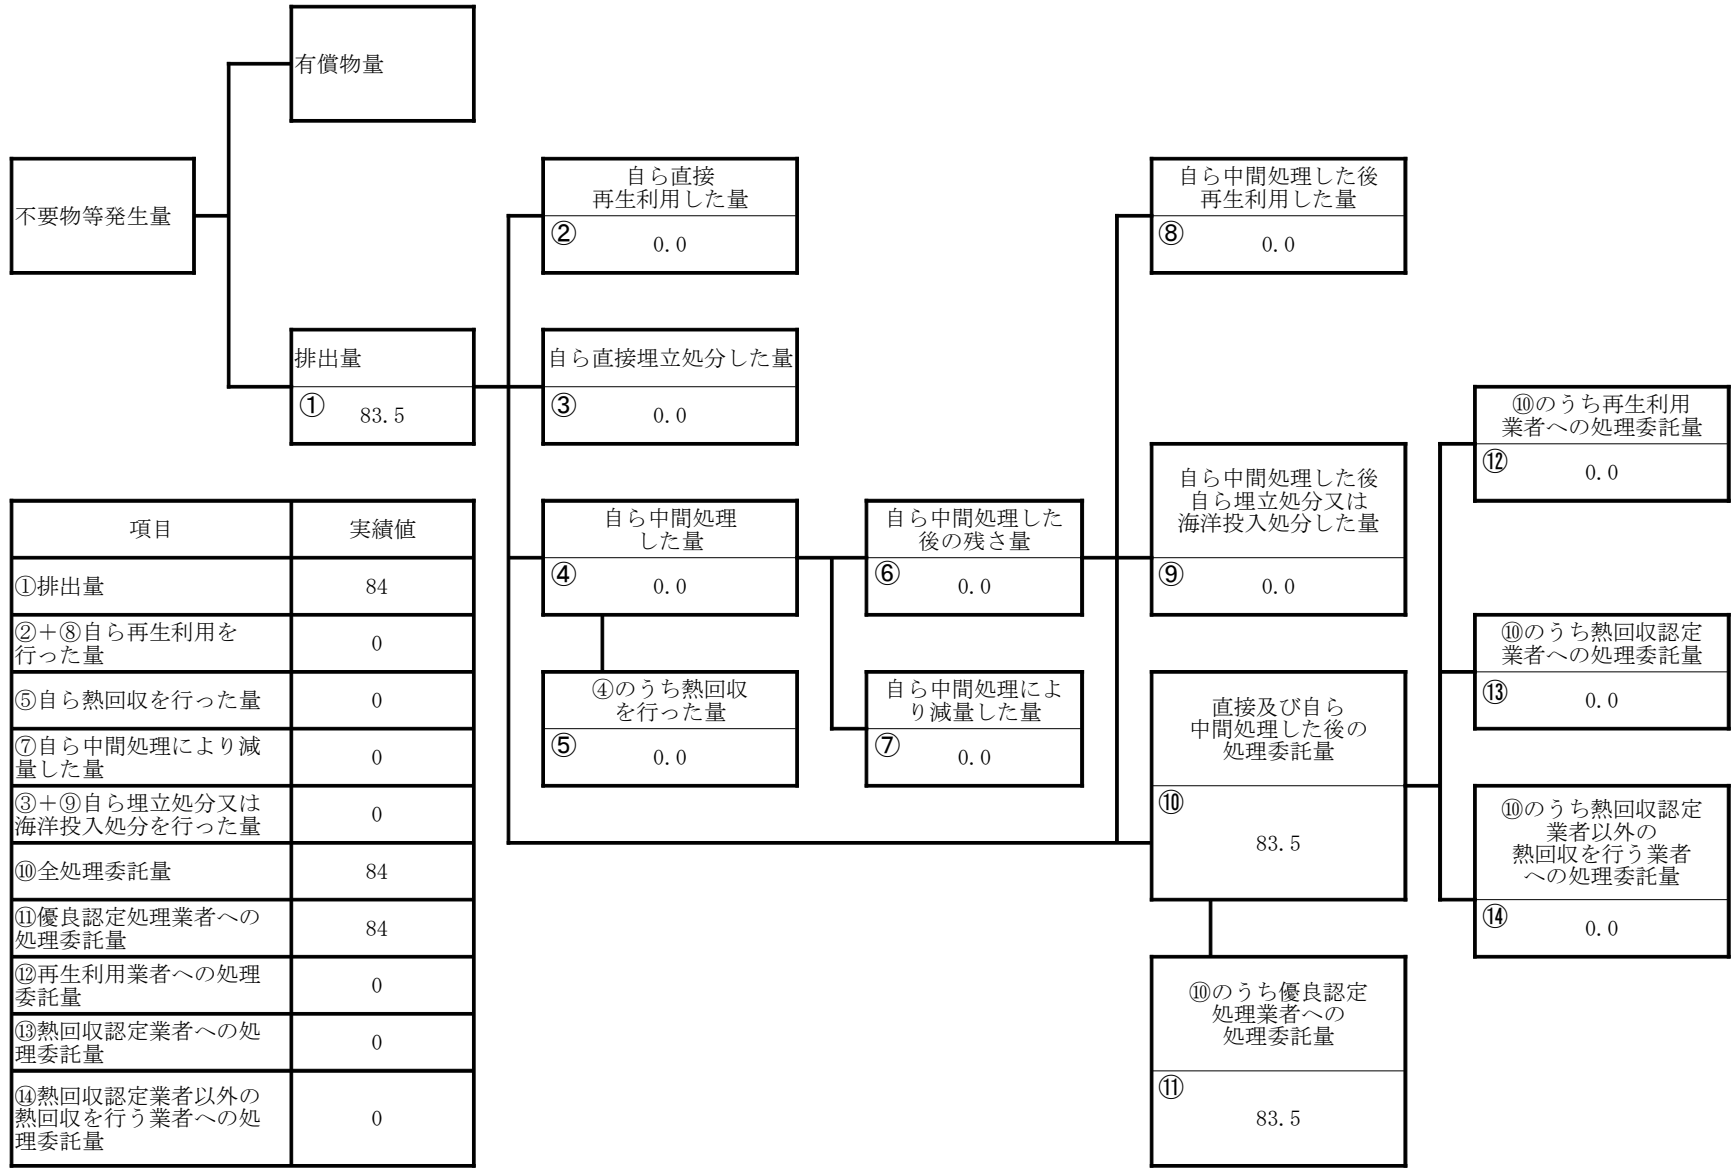 有償物量
不要物等発生量
自ら直接
再生利用した量
②
0.0
自ら中間処理した後
再生利用した量
⑧
0.0
排出量
①
83.5
自ら直接埋立処分した量
③
0.0
⑩のうち再生利用
業者への処理委託量
⑫
0.0
自ら中間処理
した量
④
0.0
自ら中間処理した
後の残さ量
⑥
0.0
自ら中間処理した後
自ら埋立処分又は
海洋投入処分した量
⑨
0.0
⑩のうち熱回収認定
業者への処理委託量
⑬
0.0
④のうち熱回収
を行った量
⑤
0.0
自ら中間処理によ
り減量した量
⑦
0.0
直接及び自ら
中間処理した後の
処理委託量
⑩
83.5
⑩のうち熱回収認定
業者以外の
熱回収を行う業者
への処理委託量
⑭
0.0
⑩のうち優良認定
処理業者への
処理委託量
⑪
83.5
項目 実績値
①排出量 84
②＋⑧自ら再生利用を
行った量 0
⑤自ら熱回収を行った量 0
⑦自ら中間処理により減
量した量 0
③＋⑨自ら埋立処分又は
海洋投入処分を行った量 0
⑩全処理委託量 84
⑪優良認定処理業者への
処理委託量 84
⑫再生利用業者への処理
委託量 0
⑬熱回収認定業者への処
理委託量 0
⑭熱回収認定業者以外の
熱回収を行う業者への処
理委託量 0